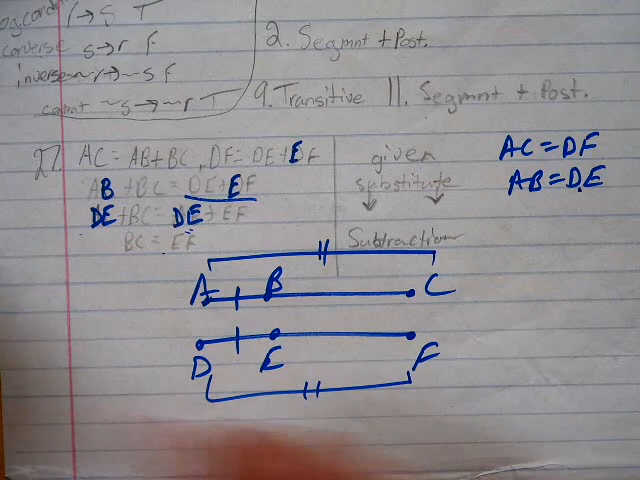 r→s T
converse s→r F
2. Segmnt + Post.
inverse ~r→~s F
~s→~r T
9. Transitive 11. Segmnt + Post.
27 AC = AB+BC, DF = DE+EF given
AC = DF
AB + BC = DE+EF substitute
AB = DE
DE+BC = DE+EF
BC = EF Subtraction
A B C
D E F